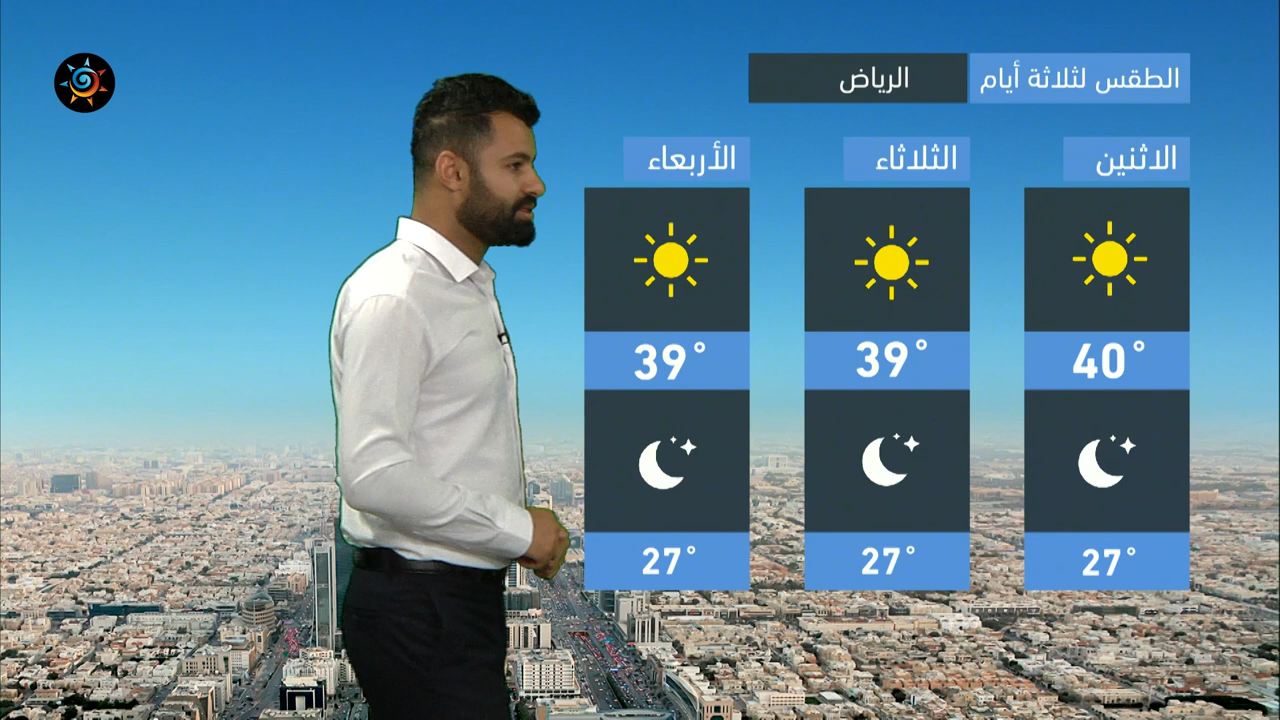 الطقس لثلاثة أيام
الرياض
الاثنين
الثلاثاء
الأربعاء
40°
39°
39°
27°
27°
27°